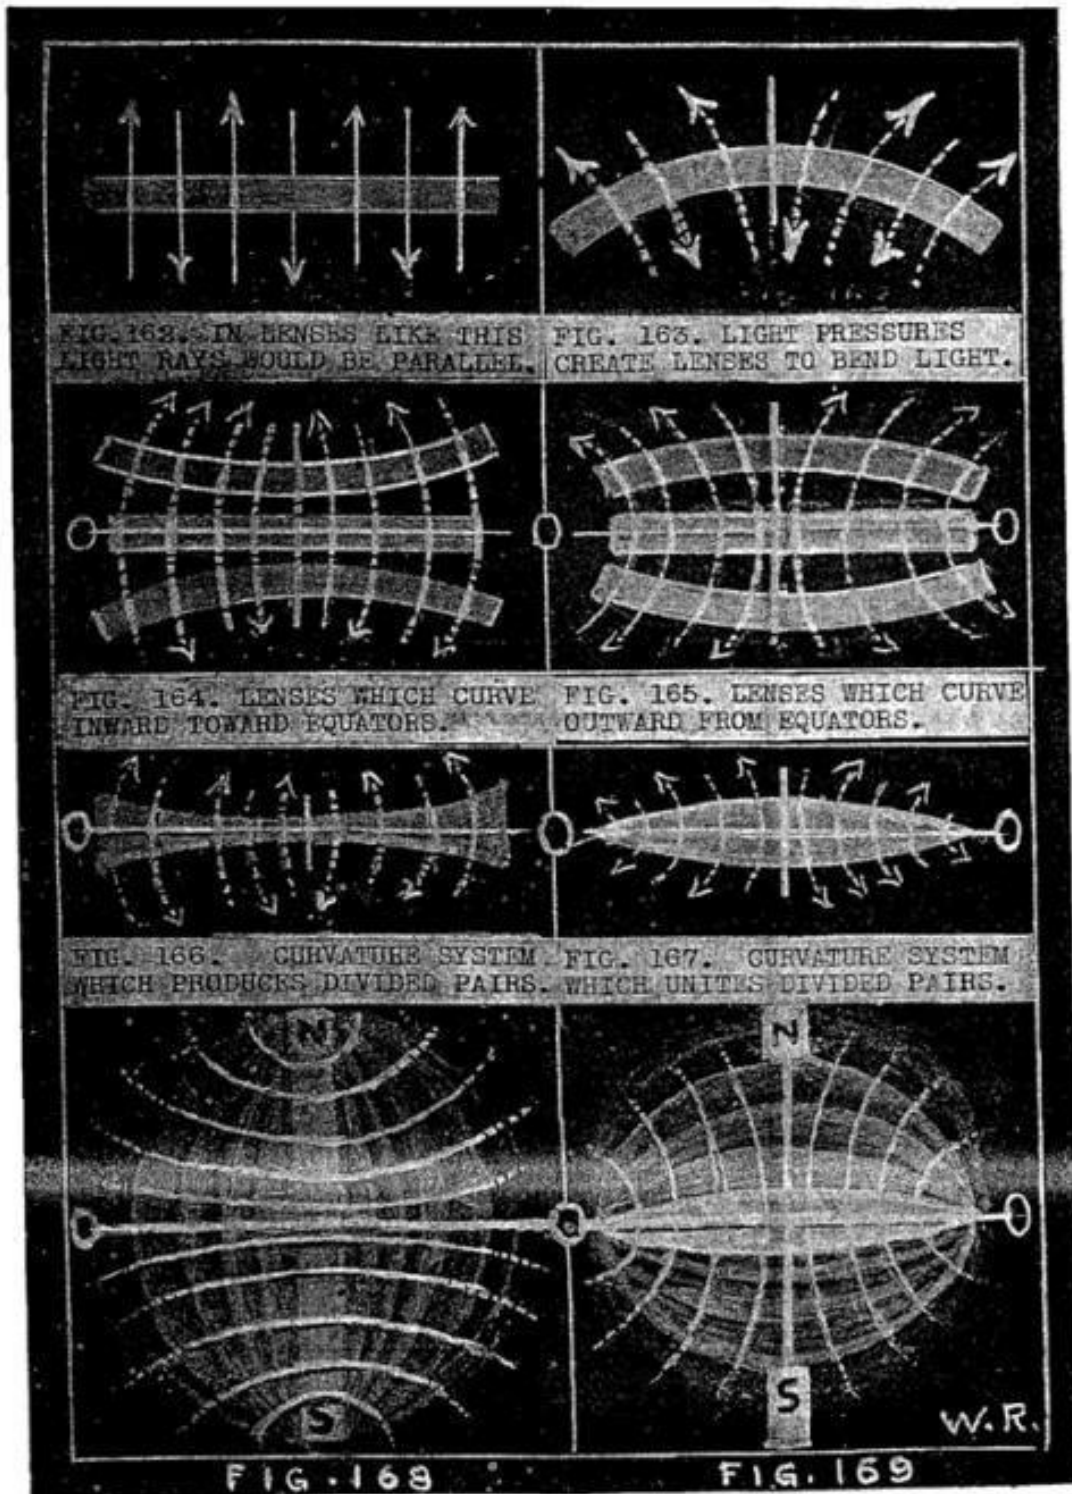 FIG. 162. IN LENSES LIKE THIS
LIGHT RAYS WOULD BE PARALLEL.
FIG. 163. LIGHT PRESSURES
CREATE LENSES TO BEND LIGHT.
O
O
O
FIG. 164. LENSES WHICH CURVE
INWARD TOWARD EQUATORS.
FIG. 165. LENSES WHICH CURVE
OUTWARD FROM EQUATORS.
O
O
O
FIG. 166. CURVATURE SYSTEM
WHICH PRODUCES DIVIDED PAIRS.
FIG. 167. CURVATURE SYSTEM
WHICH UNITES DIVIDED PAIRS.
N
N
O
O
O
S
S
W.R.
FIG. 168
FIG. 169